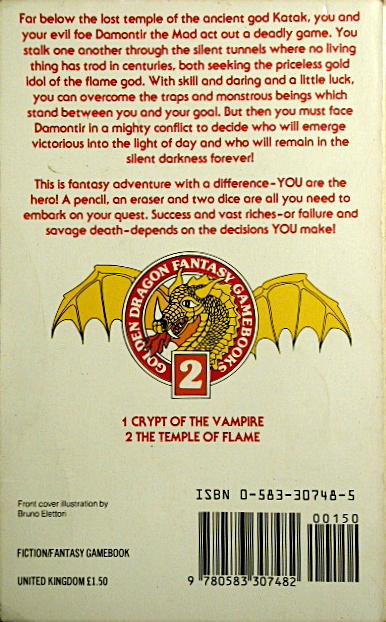 Far below the lost temple of the ancient god Katak, you and
your evil foe Damontir the Mad act out a deadly game. You
stalk one another through the silent tunnels where no living
thing has trod in centuries, both seeking the priceless gold
idol of the flame god. With skill and daring and a little luck,
you can overcome the traps and monstrous beings which
stand between you and your goal. But then you must face
Damontir in a mighty conflict to decide who will emerge
victorious into the light of day and who will remain in the
silent darkness forever!
This is fantasy adventure with a difference–YOU are the
hero! A pencil, an eraser and two dice are all you need to
embark on your quest. Success and vast riches–or failure and
savage death–depends on the decisions YOU make!
GOLDEN DRAGON FANTASY GAMEBOOKS
2
1 CRYPT OF THE VAMPIRE
2 THE TEMPLE OF FLAME
Front cover illustration by
Bruno Elettori
ISBN 0-583-30748-5
00150
FICTION/FANTASY GAMEBOOK
UNITED KINGDOM £1.50
9 780583 307482